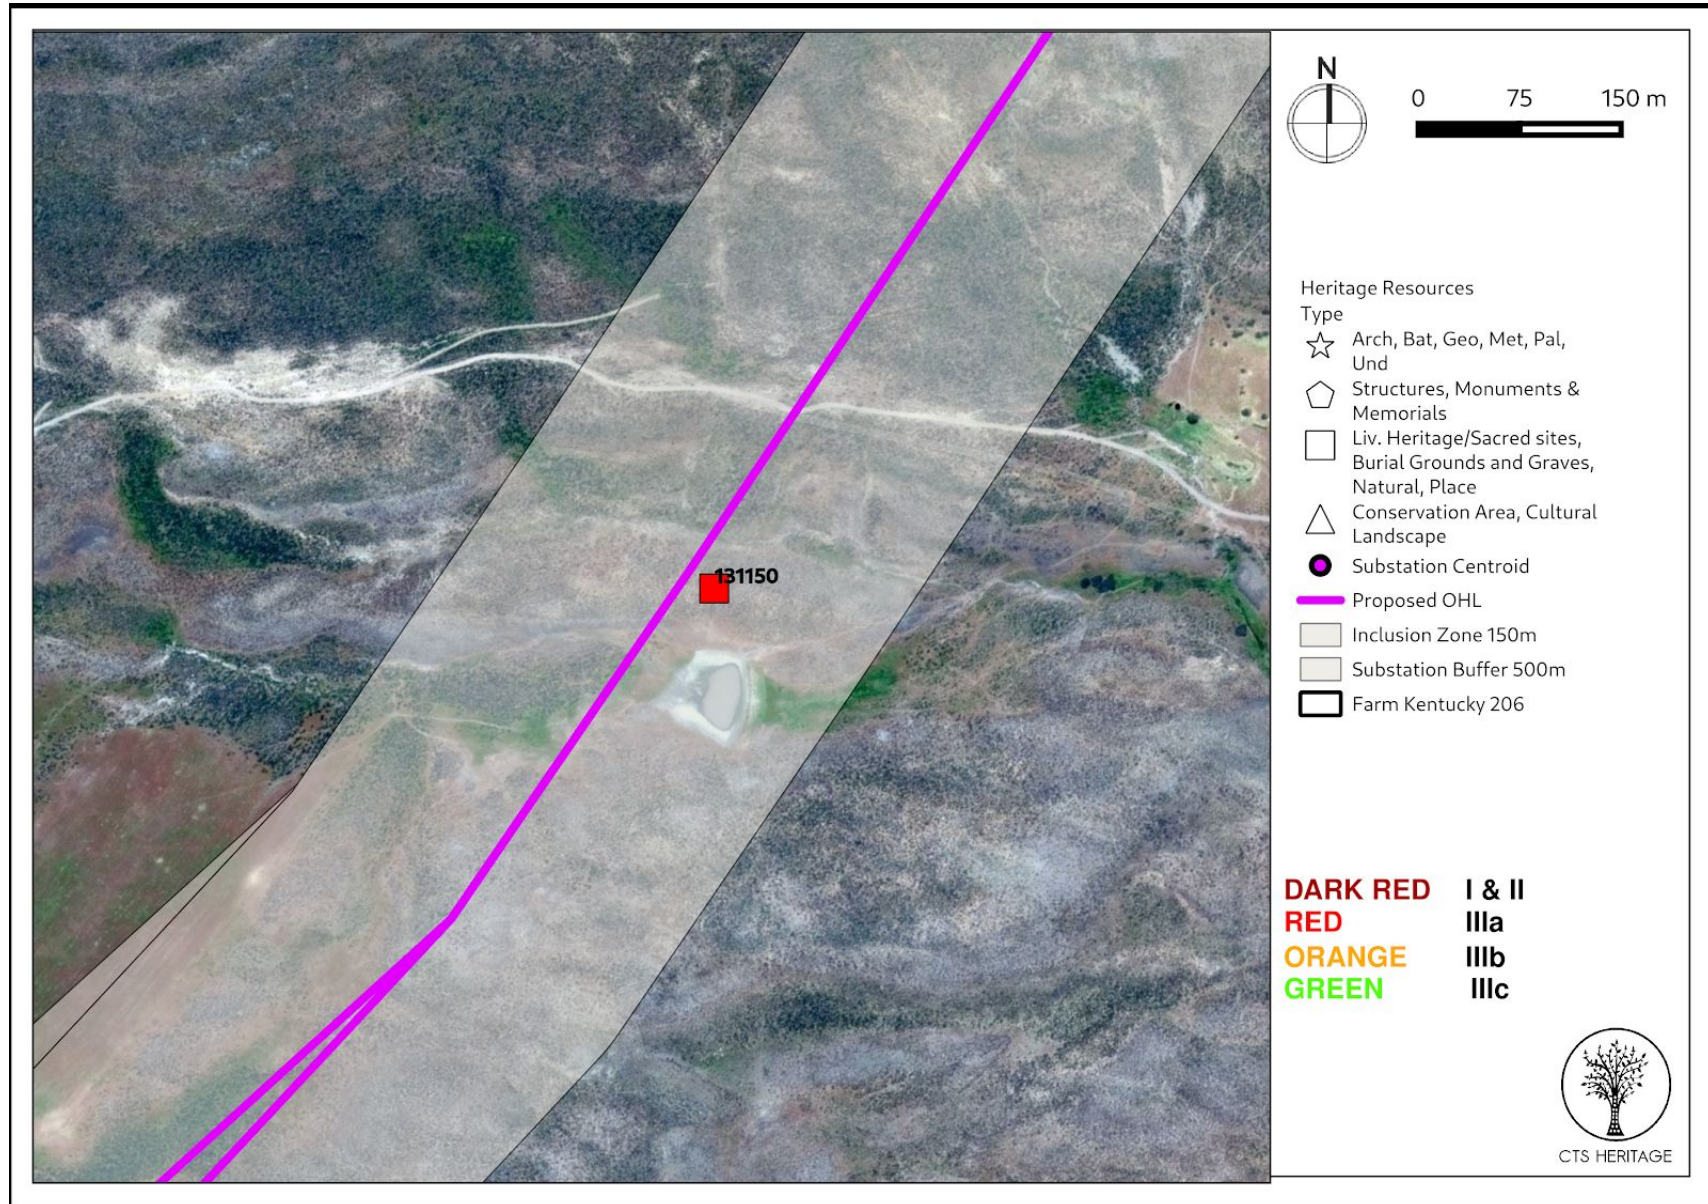 N
0 75 150 m
Heritage Resources
Type
Arch, Bat, Geo, Met, Pal,
Und
Structures, Monuments &
Memorials
Liv. Heritage/Sacred sites,
Burial Grounds and Graves,
Natural, Place
Conservation Area, Cultural
Landscape
Substation Centroid
Proposed OHL
Inclusion Zone 150m
Substation Buffer 500m
Farm Kentucky 206
131150
DARK RED I & II
RED IIIa
ORANGE IIIb
GREEN IIIc
CTS HERITAGE